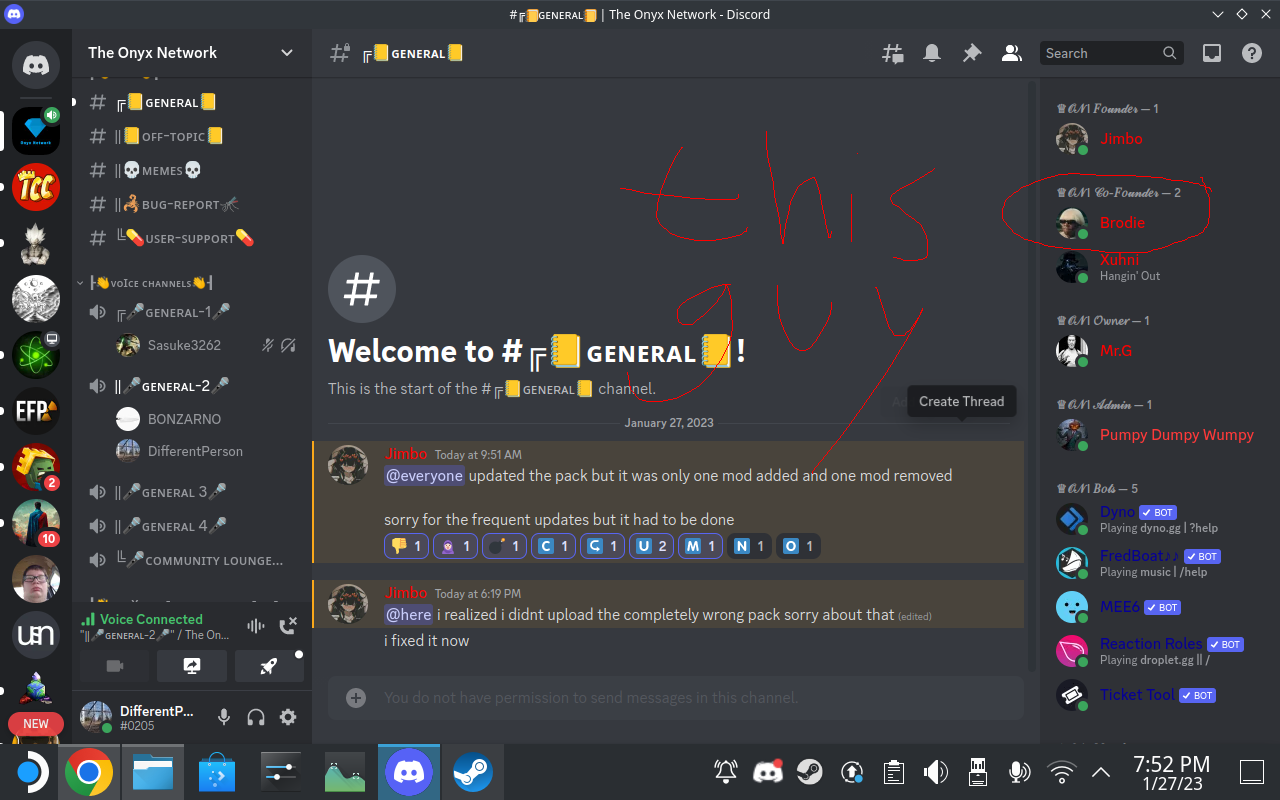 #╔📒GENERAL📒 | The Onyx Network - Discord
The Onyx Network
╔📒GENERAL📒
Search
╔📒GENERAL📒
||📒OFF-TOPIC📒
||💀MEMES💀
||🦂BUG-REPORT🦟
╚💊USER-SUPPORT💊
┠👋VOICE CHANNELS👋┨
╔🎤GENERAL-1🎤
Sasuke3262
||🎤GENERAL-2🎤
BONZARNO
DifferentPerson
||🎤GENERAL 3🎤
||🎤GENERAL 4🎤
╚🎤COMMUNITY LOUNGE...
Voice Connected
"||🎤GENERAL-2🎤" / The On...
DifferentP...
#0205
Onyx Network
TCC
EFP
2
10
usn
NEW
this
guy
Welcome to #╔📒GENERAL📒!
This is the start of the #╔📒GENERAL📒 channel.
Create Thread
January 27, 2023
Jimbo Today at 9:51 AM
@everyone updated the pack but it was only one mod added and one mod removed
sorry for the frequent updates but it had to be done
👎 1 1 💣 1 C 1 1 U 2 M 1 N 1 O 1
Jimbo Today at 6:19 PM
@here i realized i didnt upload the completely wrong pack sorry about that (edited)
i fixed it now
You do not have permission to send messages in this channel.
♕𝒪𝒩 Founder — 1
Jimbo
♕𝒪𝒩 Co-Founder — 2
Brodie
Xuhni
Hangin' Out
♕𝒪𝒩 Owner — 1
Mr.G
♕𝒪𝒩 Admin — 1
Pumpy Dumpy Wumpy
♕𝒪𝒩 Bots — 5
Dyno ✓ BOT
Playing dyno.gg | ?help
FredBoat♪♪ ✓ BOT
Playing music | /help
MEE6 ✓ BOT
Reaction Roles ✓ BOT
Playing droplet.gg || /
Ticket Tool ✓ BOT
7:52 PM
1/27/23